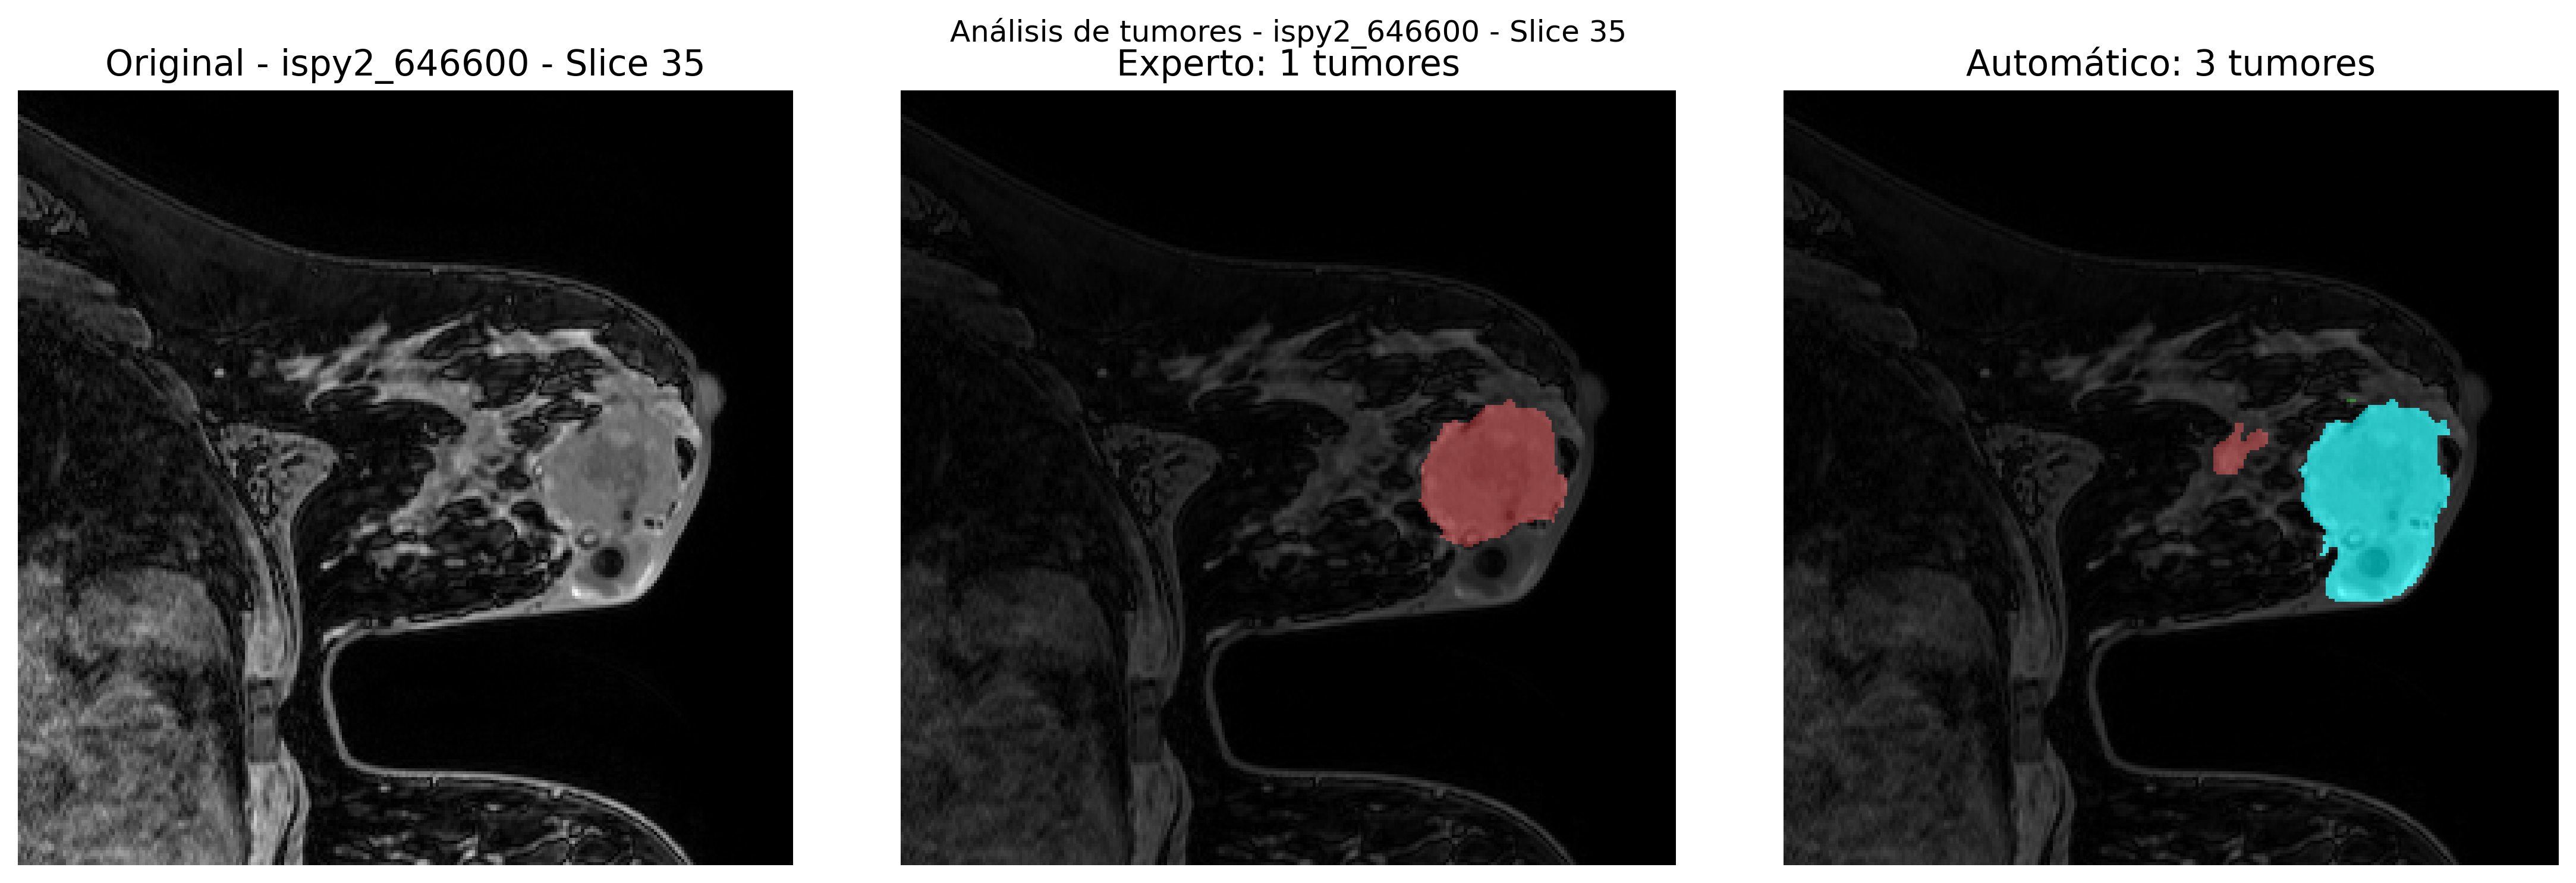 Análisis de tumores - ispy2_646600 - Slice 35
Original - ispy2_646600 - Slice 35
Experto: 1 tumores
Automático: 3 tumores